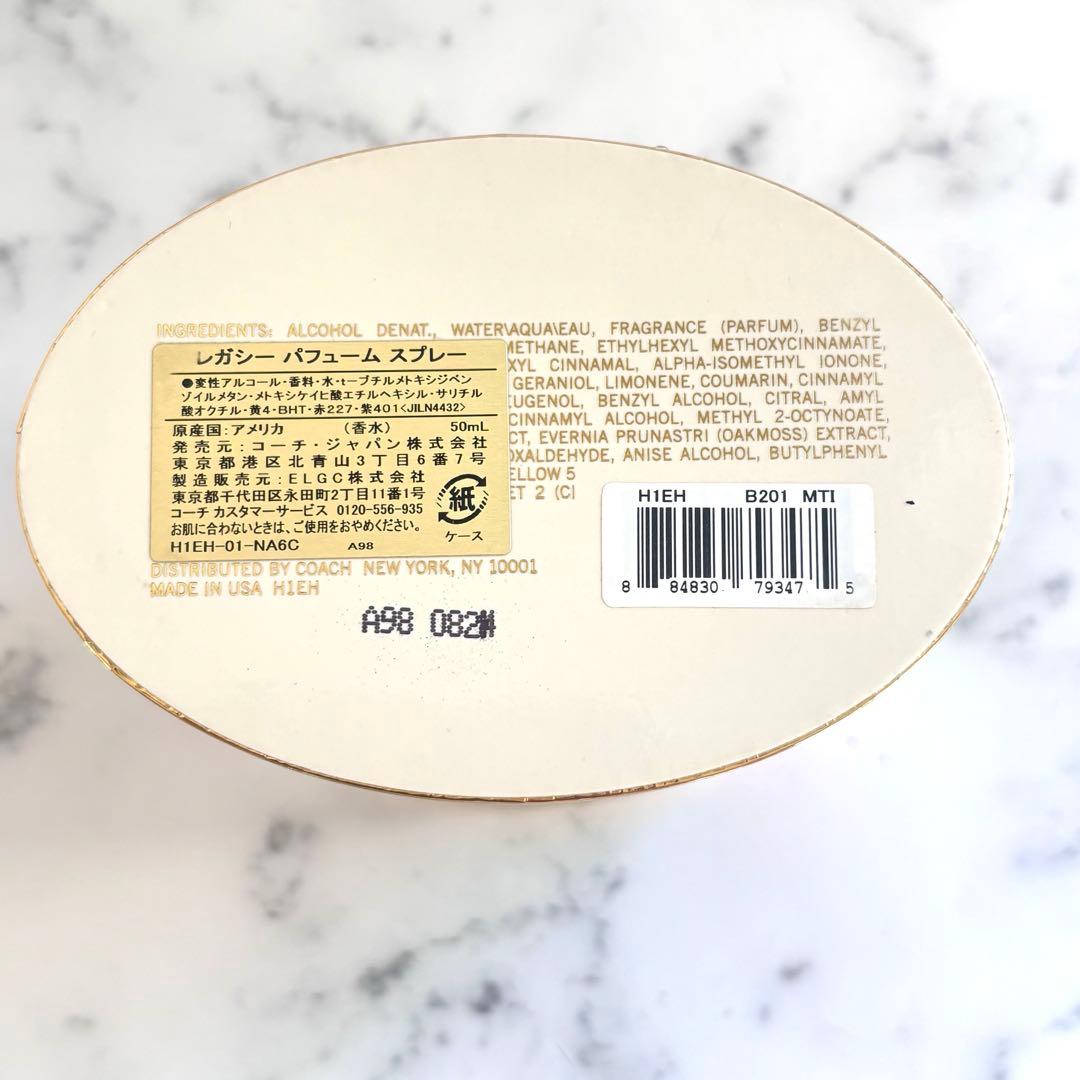 INGREDIENTS: ALCOHOL DENAT., WATER\AQUA\EAU, FRAGRANCE (PARFUM), BENZYL
METHANE, ETHYLHEXYL METHOXYCINNAMATE,
XYL CINNAMAL, ALPHA-ISOMETHYL IONONE,
GERANIOL, LIMONENE, COUMARIN, CINNAMYL
EUGENOL, BENZYL ALCOHOL, CITRAL, AMYL
CINNAMYL ALCOHOL, METHYL 2-OCTYNOATE,
CT, EVERNIA PRUNASTRI (OAKMOSS) EXTRACT,
OXALDEHYDE, ANISE ALCOHOL, BUTYLPHENYL
ELLOW 5
ET 2 (CI
レガシー パフューム スプレー
●変性アルコール・香料・水・t-ブチルメトキシジベン
ゾイルメタン・メトキシケイヒ酸エチルヘキシル・サリチル
酸オクチル・黄4・BHT・赤227・紫401<JILN4432>
原産国:アメリカ (香水) 50mL
発売元:コーチ・ジャパン株式会社
東京都港区北青山3丁目6番7号
製造販売元:ELGC株式会社
東京都千代田区永田町2丁目11番1号
コーチ カスタマーサービス 0120-556-935
お肌に合わないときは、ご使用をおやめください。
H1EH-01-NA6C A98
紙
ケース
DISTRIBUTED BY COACH NEW YORK, NY 10001
MADE IN USA H1EH
A98 082
H1EH B201 MTI
8 84830 79347 5